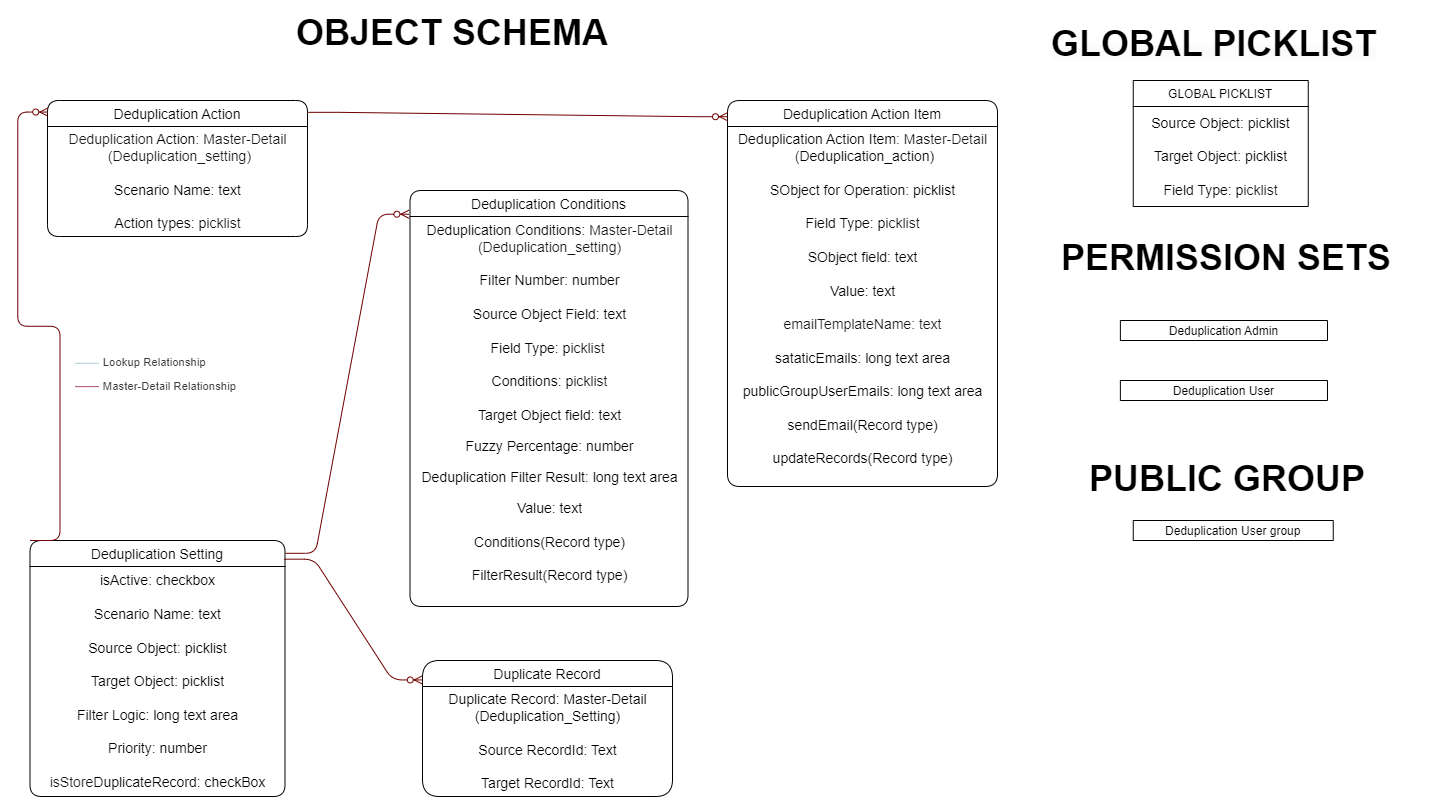 OBJECT SCHEMA
Deduplication Action
Deduplication Action: Master-Detail
(Deduplication_setting)
Scenario Name: text
Action types: picklist
Deduplication Conditions
Deduplication Conditions: Master-Detail
(Deduplication_setting)
Filter Number: number
Source Object Field: text
Field Type: picklist
Conditions: picklist
Target Object field: text
Fuzzy Percentage: number
Deduplication Filter Result: long text area
Value: text
Conditions(Record type)
FilterResult(Record type)
Deduplication Action Item
Deduplication Action Item: Master-Detail
(Deduplication_action)
SObject for Operation: picklist
Field Type: picklist
SObject field: text
Value: text
emailTemplateName: text
sataticEmails: long text area
publicGroupUserEmails: long text area
sendEmail(Record type)
updateRecords(Record type)
Lookup Relationship
Master-Detail Relationship
Deduplication Setting
isActive: checkbox
Scenario Name: text
Source Object: picklist
Target Object: picklist
Filter Logic: long text area
Priority: number
isStoreDuplicateRecord: checkBox
Duplicate Record
Duplicate Record: Master-Detail
(Deduplication_Setting)
Source RecordId: Text
Target RecordId: Text
GLOBAL PICKLIST
GLOBAL PICKLIST
Source Object: picklist
Target Object: picklist
Field Type: picklist
PERMISSION SETS
Deduplication Admin
Deduplication User
PUBLIC GROUP
Deduplication User group